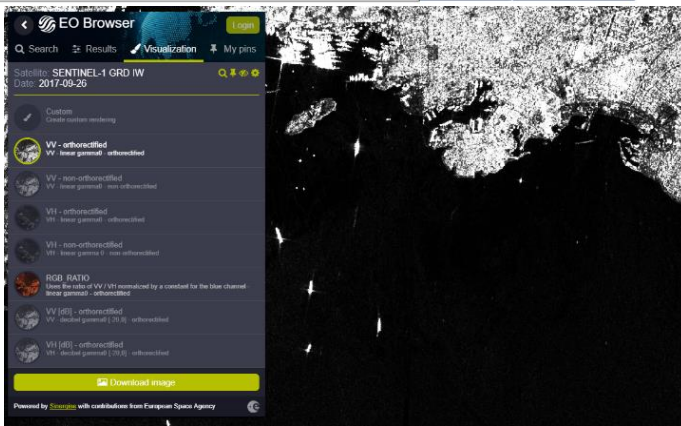 EO Browser
Login
Search Results Visualization My pins
Satellite: SENTINEL-1 GRD IW
Date: 2017-09-26
Custom
Create custom rendering
VV - orthorectified
VV - linear gamma0 - orthorectified
VV - non-orthorectified
VV - linear gamma0 - non orthorectified
VH - orthorectified
VH - linear gamma0 - orthorectified
VH - non-orthorectified
VH - linear gamma 0 - non orthorectified
RGB_RATIO
Uses the ratio of VV / VH normalized by a constant for the blue channel -
linear gamma0 - orthorectified
VV [dB] - orthorectified
VV - decibel gamma0 [ 20,0] - orthorectified
VH [dB] - orthorectified
VH - decibel gamma0 [ 20,0] - orthorectified
Download image
Powered by Sinergise with contributions from European Space Agency